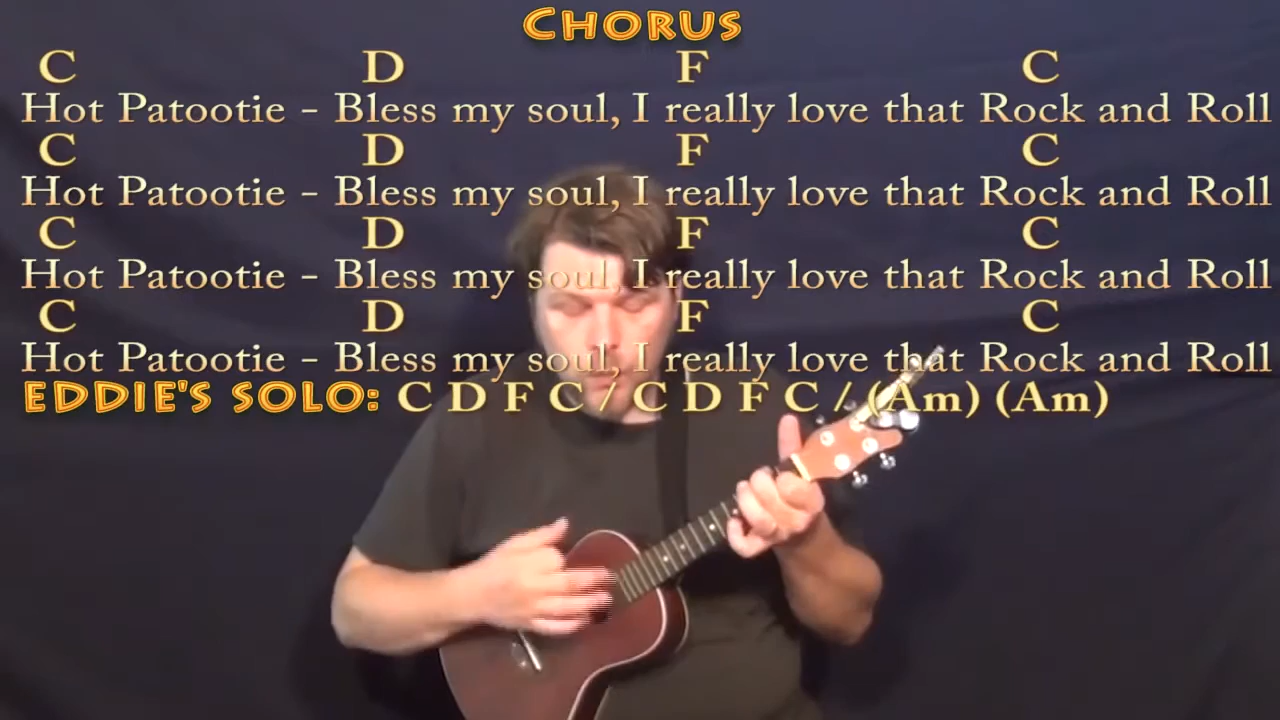 CHORUS
C D F C
Hot Patootie - Bless my soul, I really love that Rock and Roll
C D F C
Hot Patootie - Bless my soul, I really love that Rock and Roll
C D F C
Hot Patootie - Bless my soul, I really love that Rock and Roll
C D F C
Hot Patootie - Bless my soul, I really love that Rock and Roll
EDDIE'S SOLO: C D F C / C D F C / (Am) (Am)